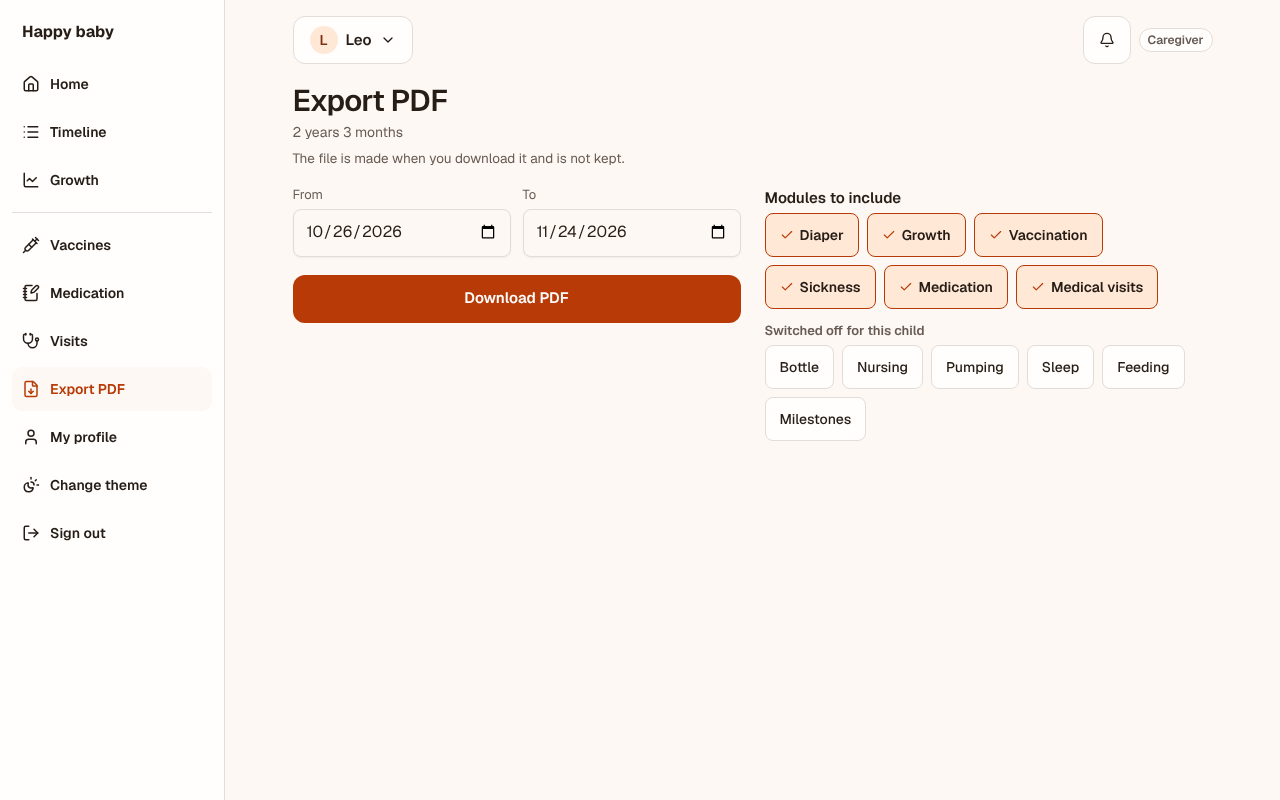 Happy baby
Home
Timeline
Growth
Vaccines
Medication
Visits
Export PDF
My profile
Change theme
Sign out
L Leo
Caregiver
Export PDF
2 years 3 months
The file is made when you download it and is not kept.
From
To
10/26/2026
11/24/2026
Download PDF
Modules to include
Diaper Growth Vaccination
Sickness Medication Medical visits
Switched off for this child
Bottle Nursing Pumping Sleep Feeding
Milestones